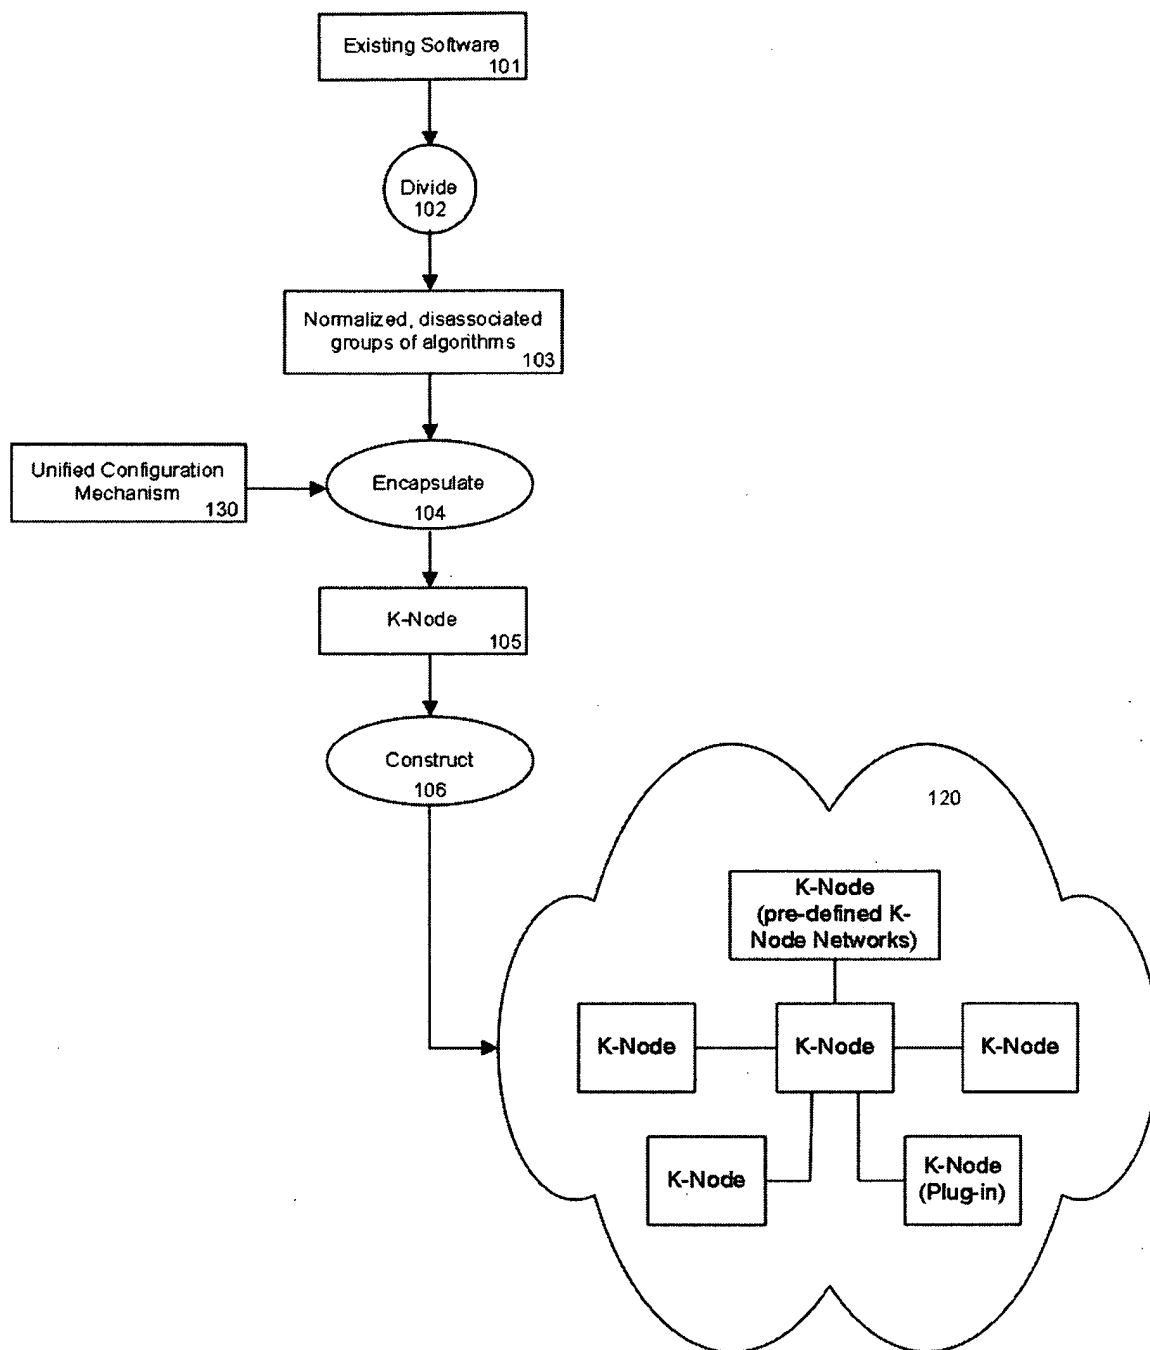 Existing Software
101
Divide
102
Normalized, disassociated
groups of algorithms
103
Unified Configuration
Mechanism
130
Encapsulate
104
K-Node
105
Construct
106
120
K-Node
(pre-defined K-
Node Networks)
K-Node
K-Node
K-Node
K-Node
K-Node
(Plug-in)